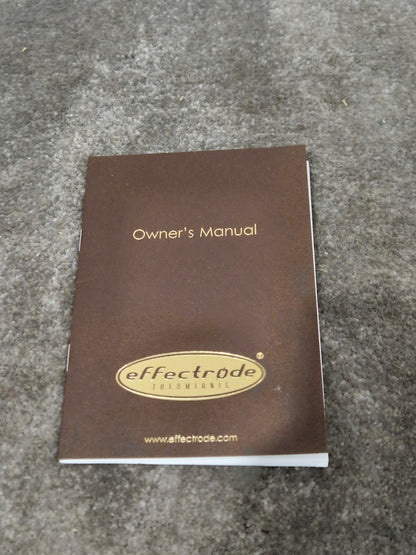 Owner's Manual
effectrode
THERMIONIC
®
www.effectrode.com